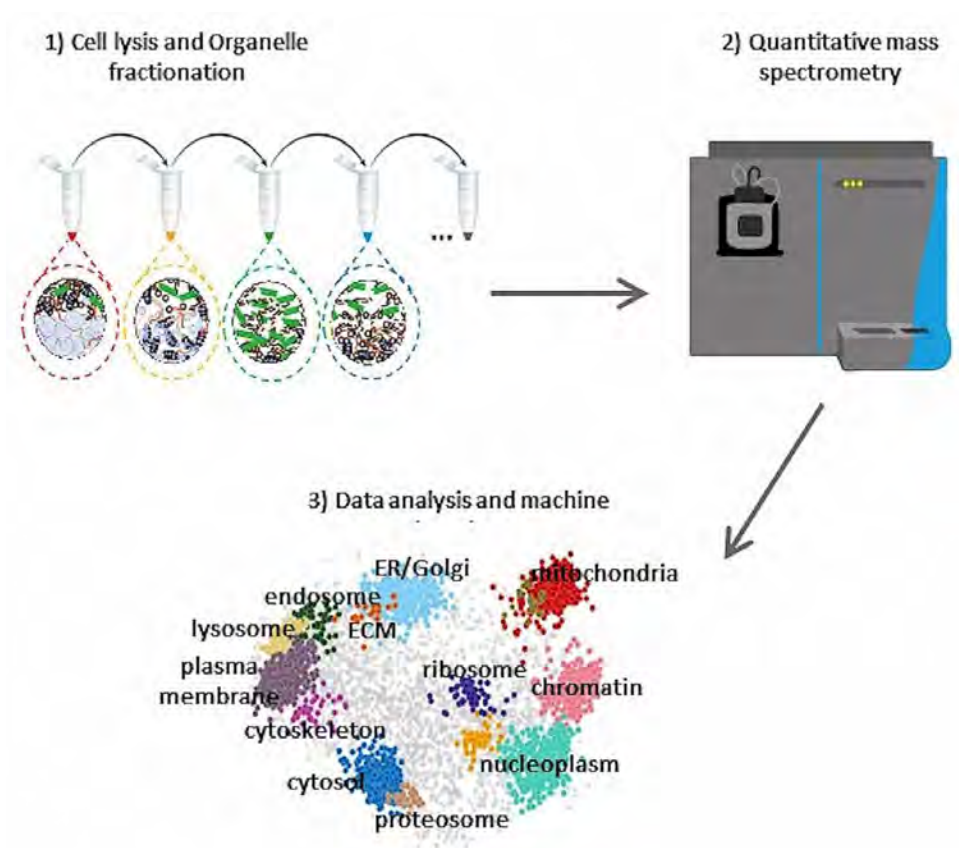 1) Cell lysis and Organelle
fractionation
2) Quantitative mass
spectrometry
...
3) Data analysis and machine
ER/Golgi
mitochondria
endosome
lysosome
ECM
plasma
membrane
ribosome
chromatin
cytoskeleton
nucleoplasm
cytosol
proteosome